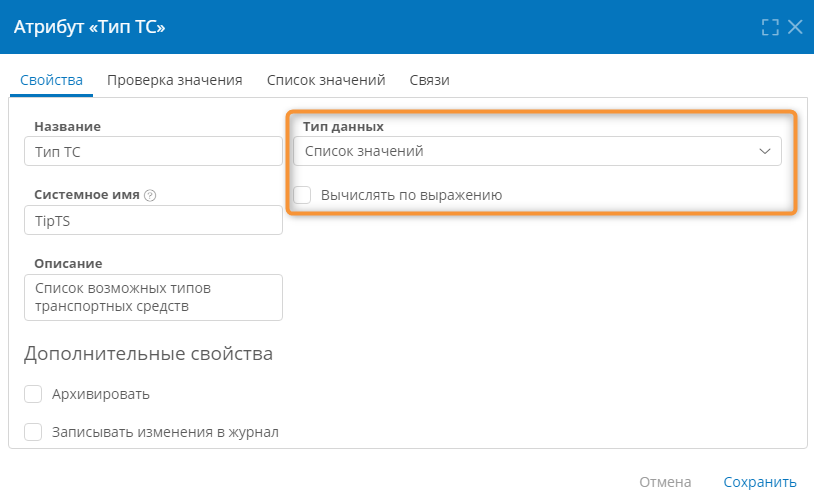 Атрибут «Тип ТС»
Свойства Проверка значения Список значений Связи
Название
Тип ТС
Тип данных
Список значений
Вычислять по выражению
Системное имя ?
TipTS
Описание
Список возможных типов
транспортных средств
Дополнительные свойства
Архивировать
Записывать изменения в журнал
Отмена Сохранить